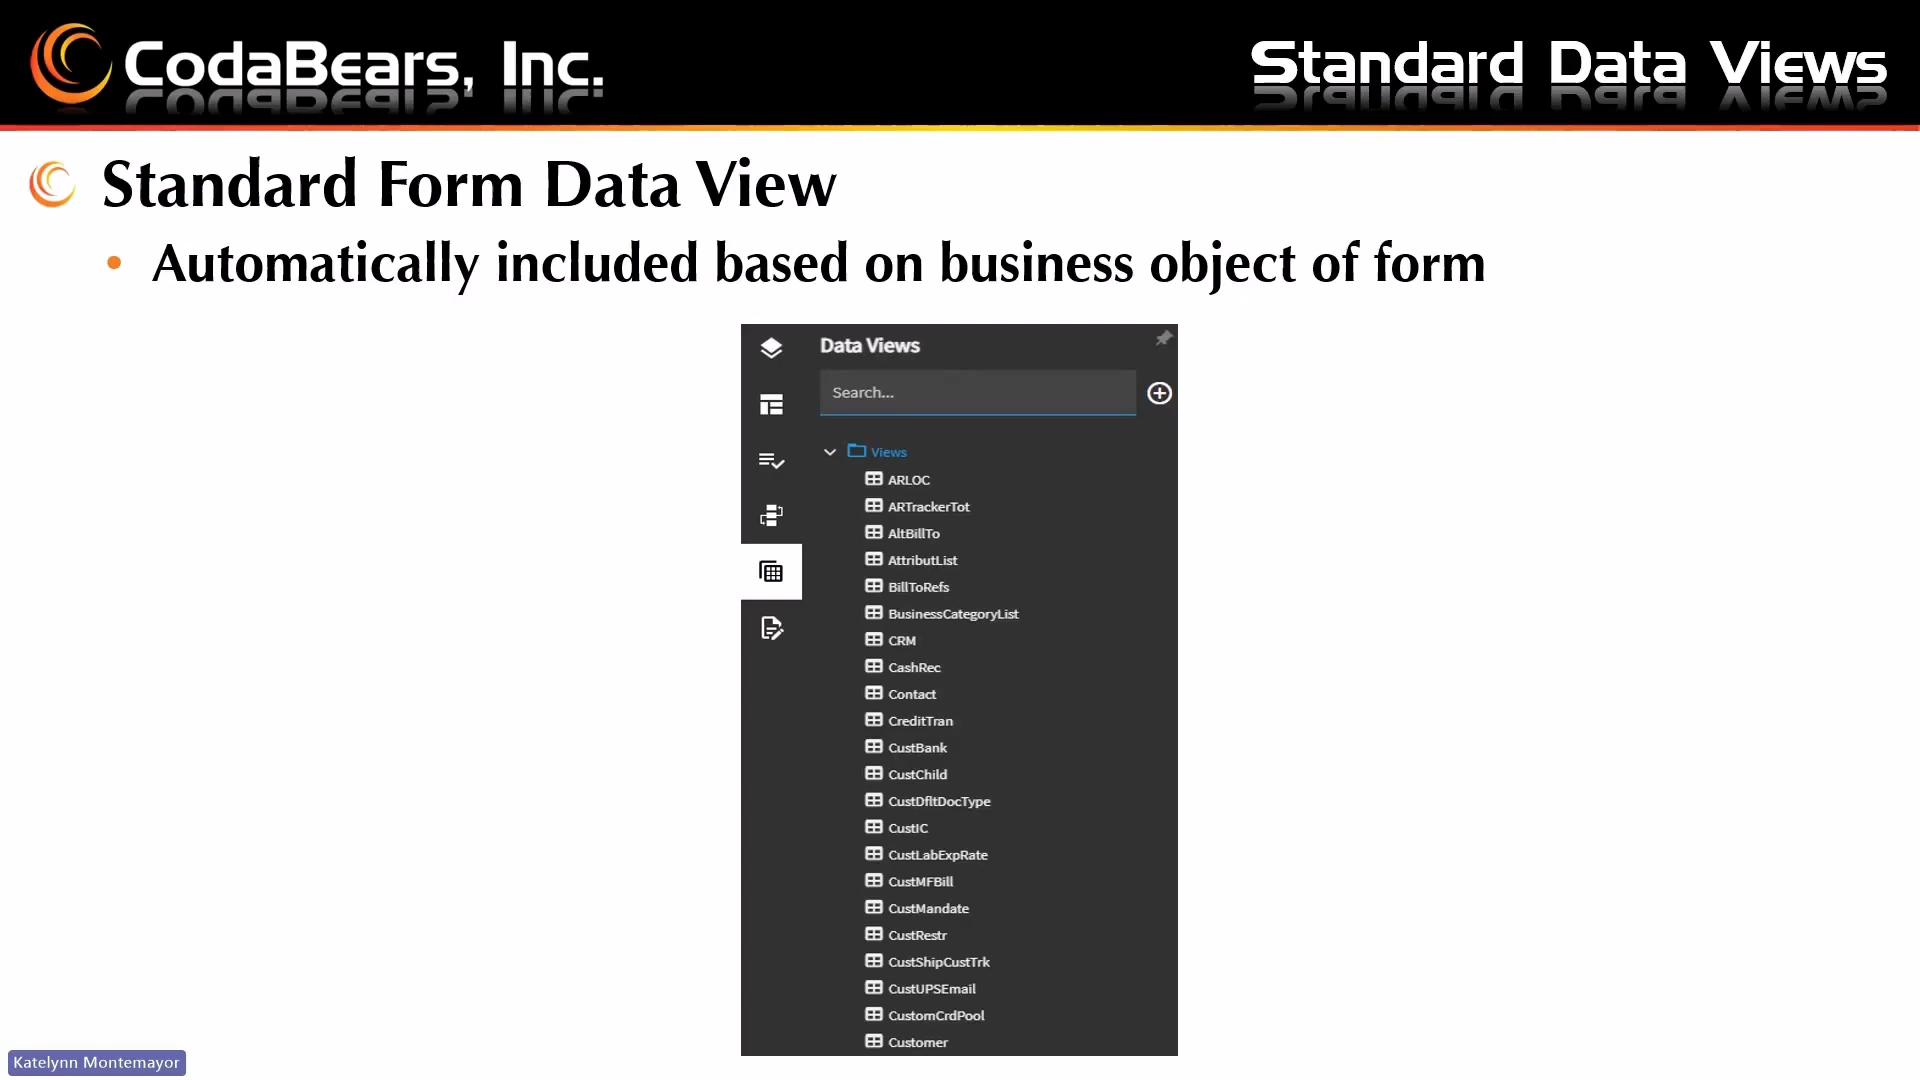 CodaBears, Inc.
Standard Data Views
Standard Form Data View
• Automatically included based on business object of form
Data Views
Search...
Views
ARLOC
ARTrackerTot
AltBillTo
AttributList
BillToRefs
BusinessCategoryList
CRM
CashRec
Contact
CreditTran
CustBank
CustChild
CustDfltDocType
CustIC
CustLabExpRate
CustMFBill
CustMandate
CustRestr
CustShipCustTrk
CustUPSEmail
CustomCrdPool
Customer
Katelynn Montemayor